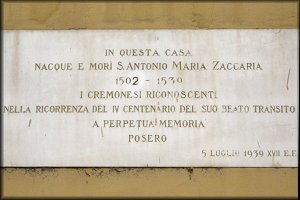 IN QUESTA CASA
NACQUE E MORÌ S. ANTONIO MARIA ZACCARIA
1502 - 1539
I CREMONESI RICONOSCENTI
NELLA RICORRENZA DEL IV CENTENARIO DEL SUO BEATO TRANSITO
A PERPETUA MEMORIA
POSERO
5 LUGLIO 1939 XVII E.F.